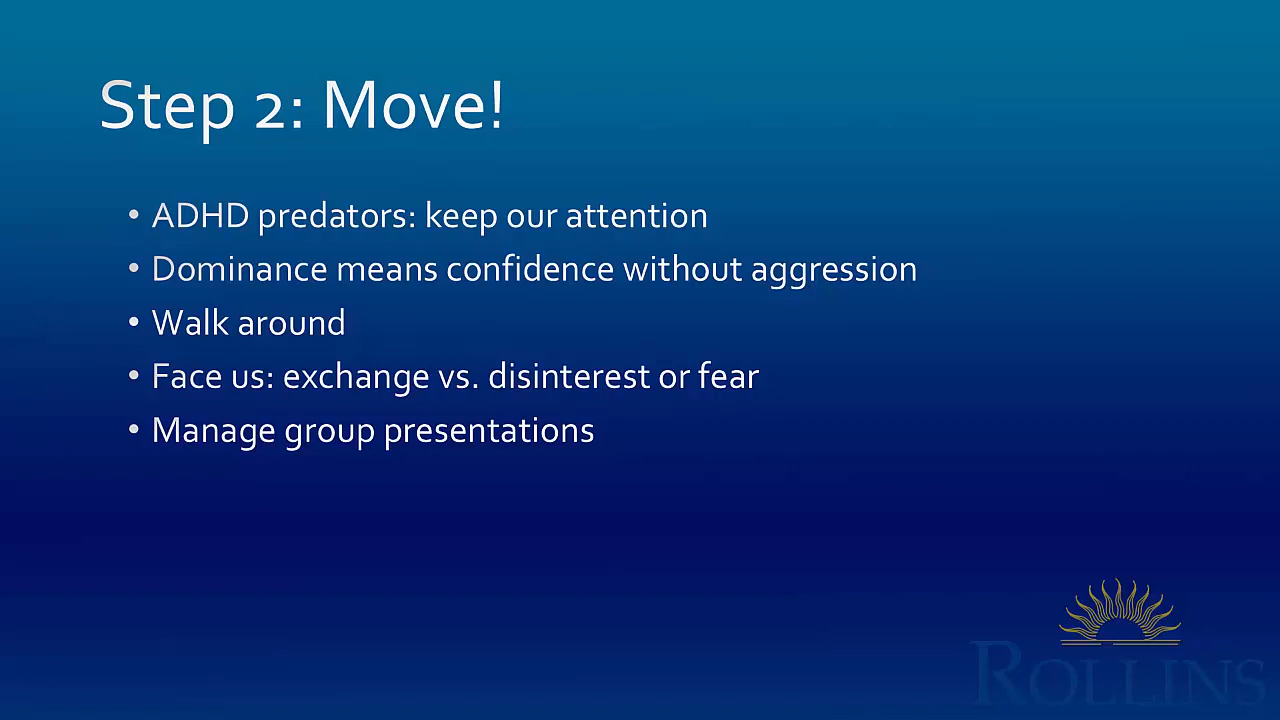 Step 2: Move!
• ADHD predators: keep our attention
• Dominance means confidence without aggression
• Walk around
• Face us: exchange vs. disinterest or fear
• Manage group presentations
ROLLINS